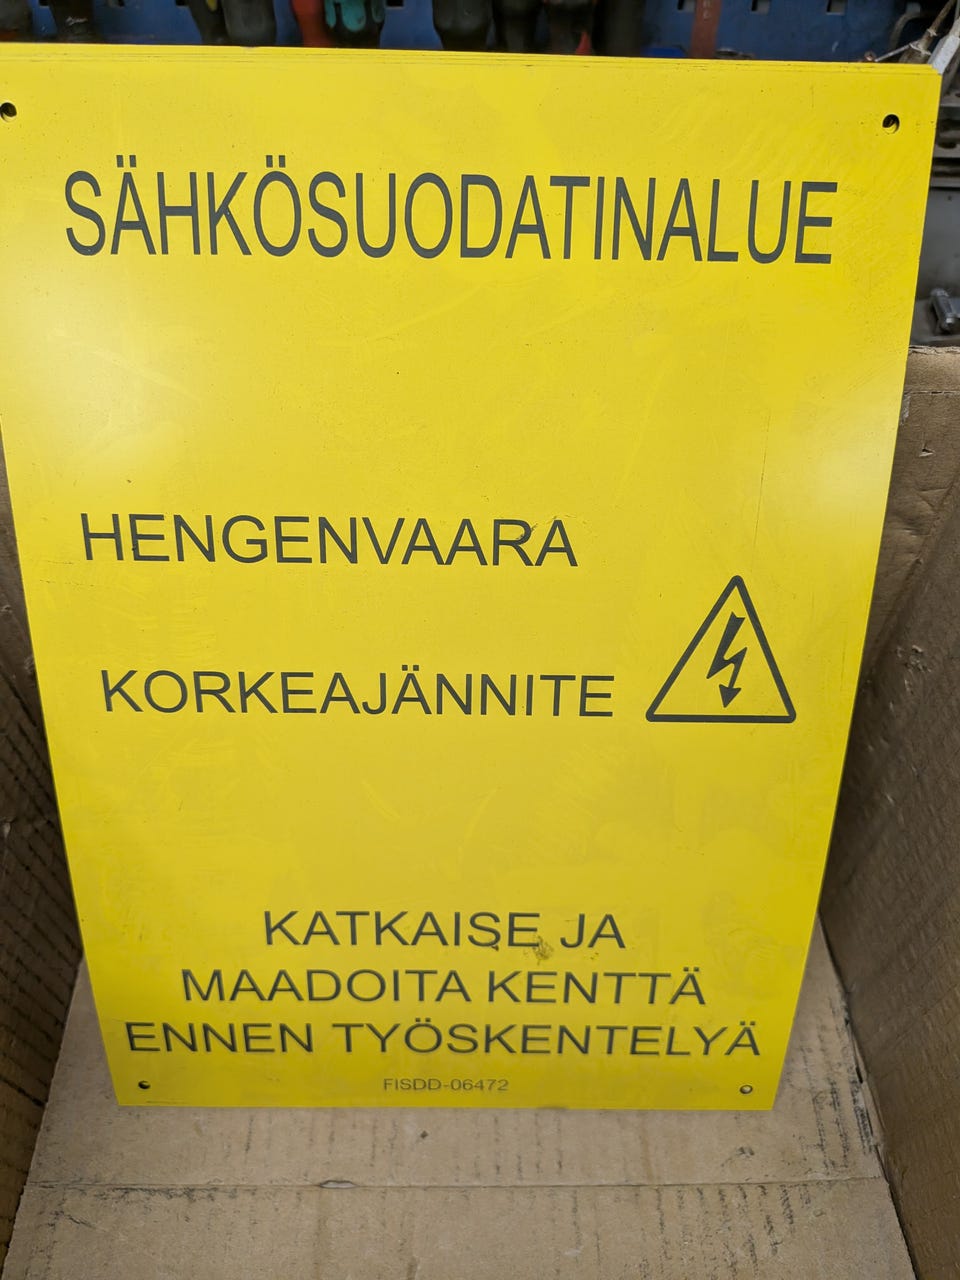 SÄHKÖSUODATINALUE
HENGENVAARA
KORKEAJÄNNITE
KATKAISE JA
MAADOITA KENTTÄ
ENNEN TYÖSKENTELYÄ
FISDD-06472